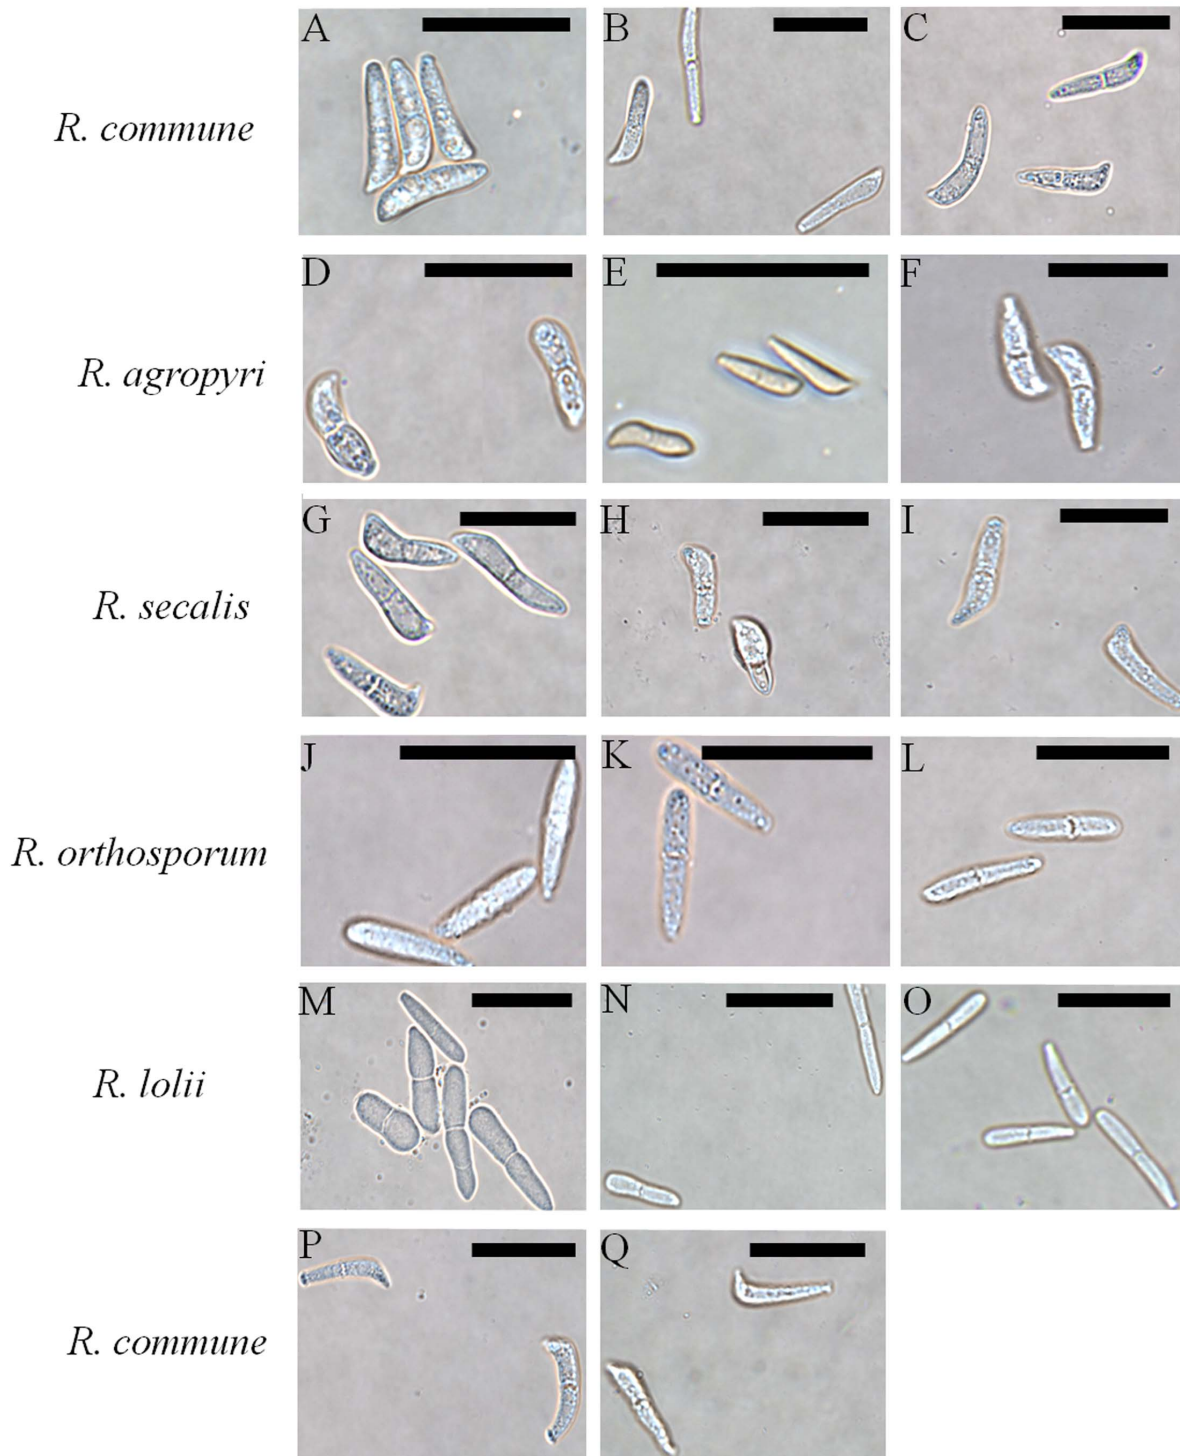 A B C
R. commune
D E F
R. agropyri
G H I
R. secalis
J K L
R. orthosporum
M N O
R. lolii
P Q
R. commune